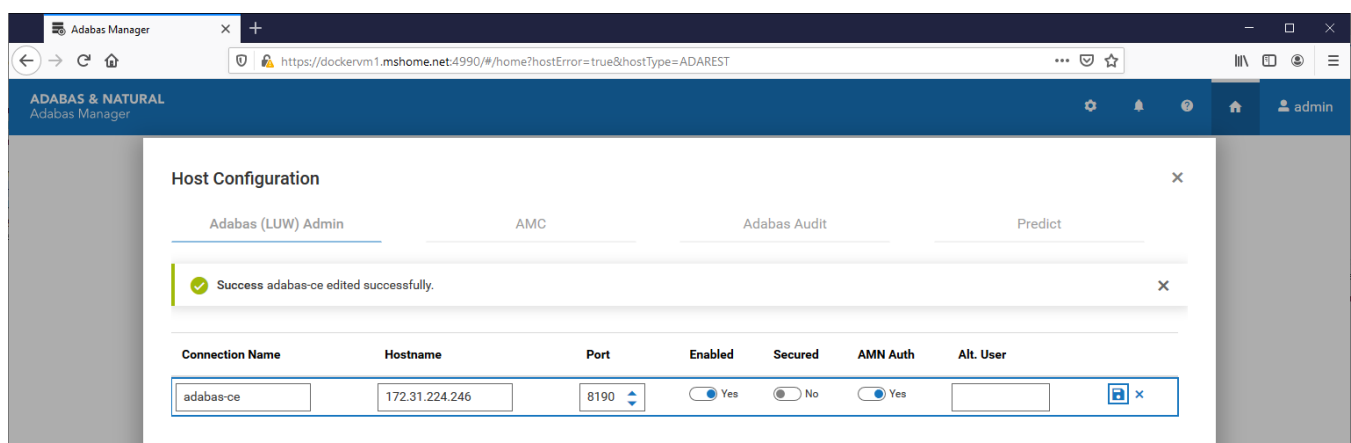 Adabas Manager
https://dockervm1.mshome.net:4990/#/home?hostError=true&hostType=ADAREST
ADABAS & NATURAL
Adabas Manager
admin
Host Configuration
Adabas (LUW) Admin AMC Adabas Audit Predict
Success adabas-ce edited successfully.
Connection Name Hostname Port Enabled Secured AMN Auth Alt. User
adabas-ce 172.31.224.246 8190 Yes No Yes